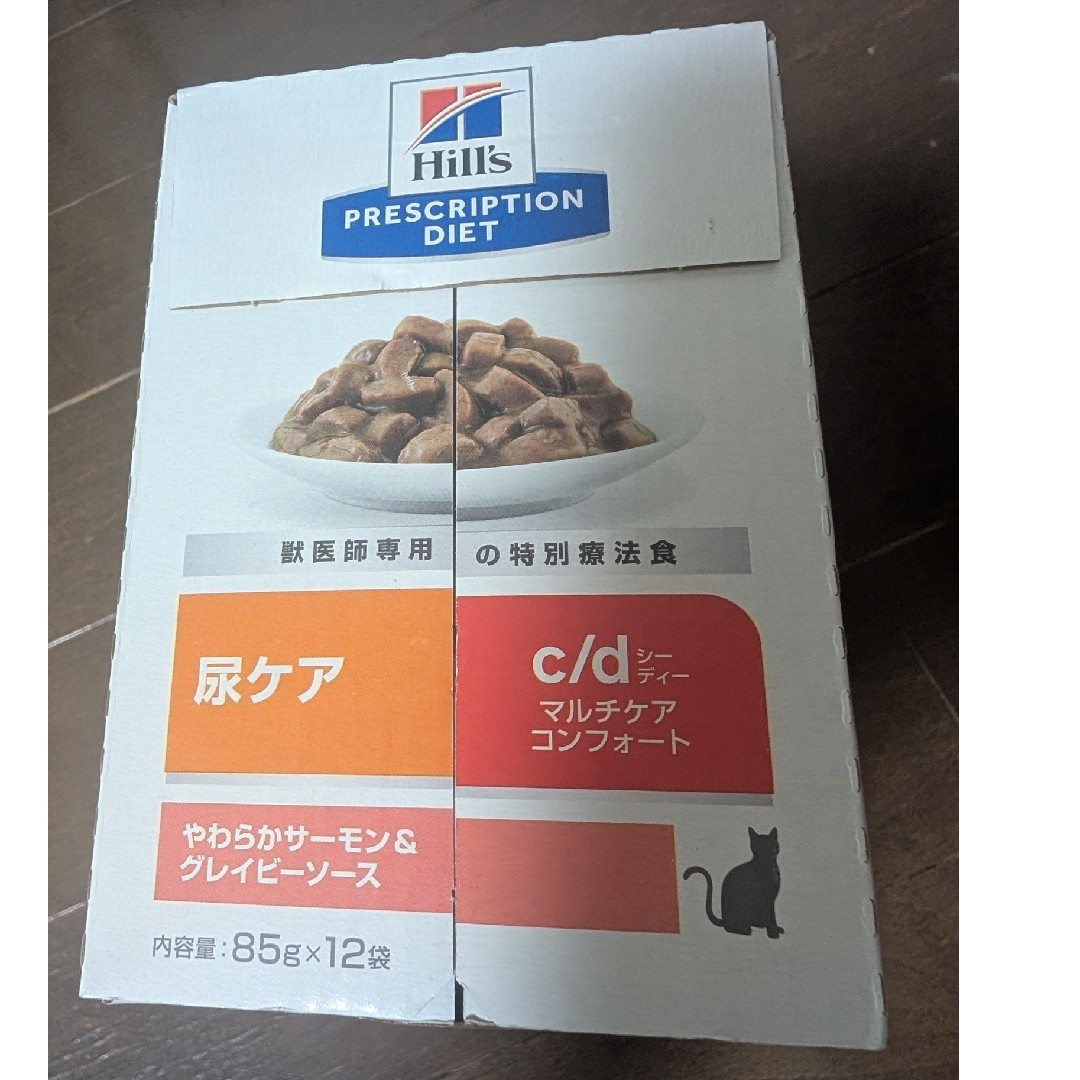 Hill's
PRESCRIPTION
DIET
獣医師専用の特別療法食
尿ケア
c/d シー
ディー
マルチケア
コンフォート
やわらかサーモン&
グレイビーソース
内容量:85g×12袋